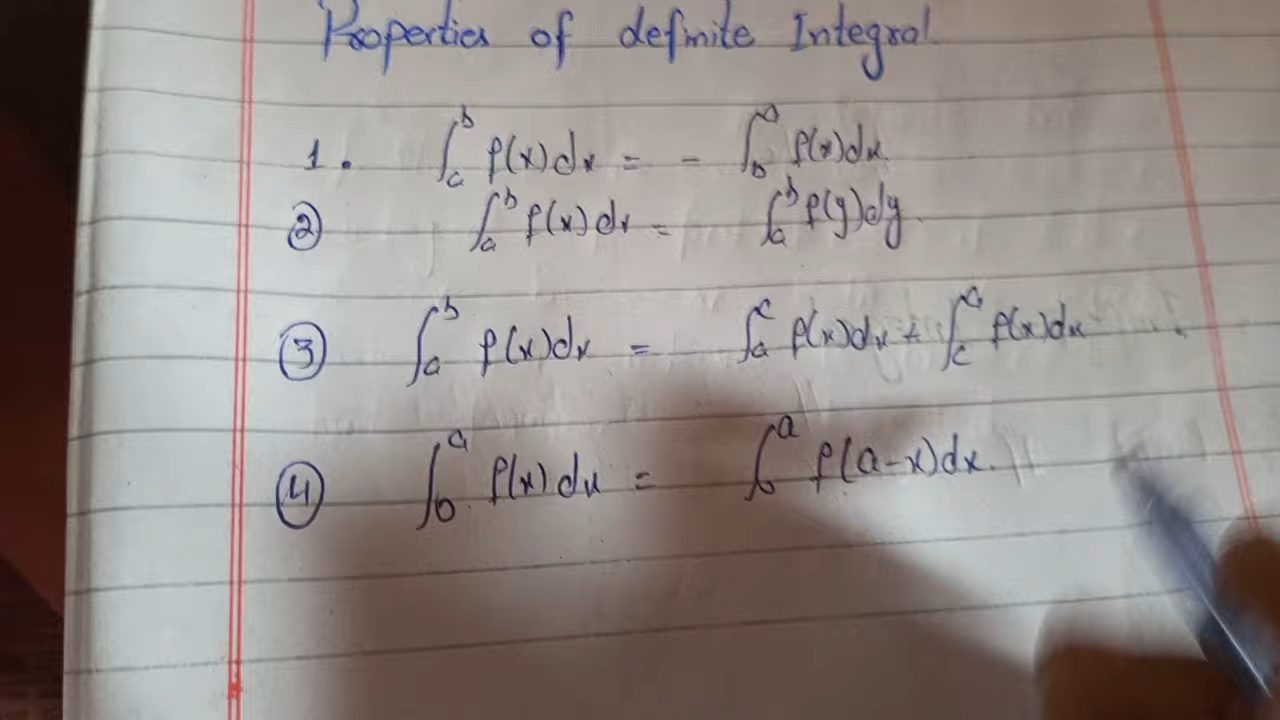 Properties of definite Integral.
1. ∫_a^b f(x)dx = - ∫_b^a f(x)dx.
② ∫_a^b f(x)dx = ∫_a^b f(y)dy.
③ ∫_a^b f(x)dx = ∫_a^c f(x)dx + ∫_c^a f(x)dx
④ ∫_0^a f(x)dx = ∫_0^a f(a-x)dx.